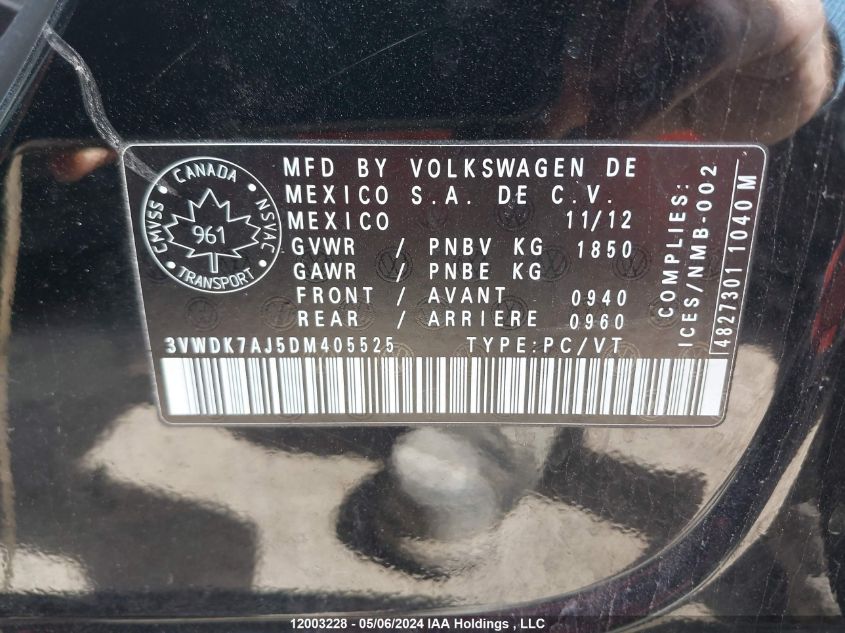 CANADA
CMVSS
NSVAC
961
TRANSPORT
MFD BY VOLKSWAGEN DE
MEXICO S.A. DE C.V.
MEXICO 11/12
GVWR / PNBV KG 1850
GAWR / PNBE KG
FRONT / AVANT 0940
REAR / ARRIERE 0960
3VWDK7AJ5DM405525 TYPE:PC/VT
COMPLIES:
ICES/NMB-002
4827301 1040 M
12003228 - 05/06/2024 IAA Holdings , LLC